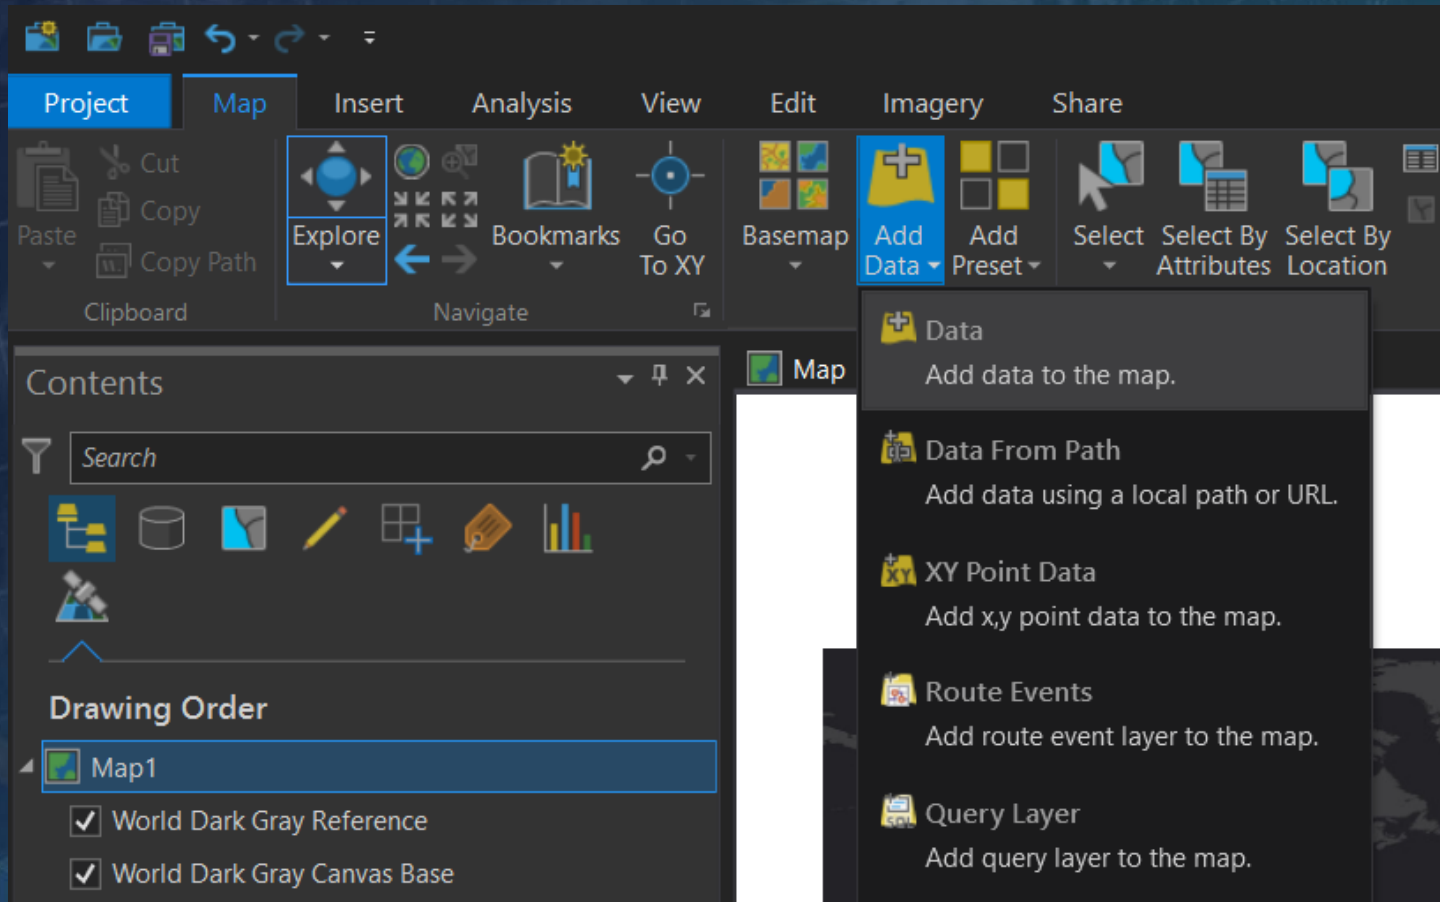 Project Map Insert Analysis View Edit Imagery Share
Cut
Copy
Copy Path
Paste
Clipboard
Explore
Bookmarks
Go
To XY
Navigate
Basemap
Add
Data
Add
Preset
Select
Select By
Attributes
Select By
Location
Contents
Search
Drawing Order
Map1
World Dark Gray Reference
World Dark Gray Canvas Base
Map
Data
Add data to the map.
Data From Path
Add data using a local path or URL.
XY
XY Point Data
Add x,y point data to the map.
Route Events
Add route event layer to the map.
SQL
Query Layer
Add query layer to the map.